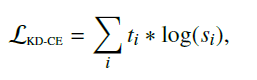 𝓛_KD-CE = ∑_i t_i * log(s_i),